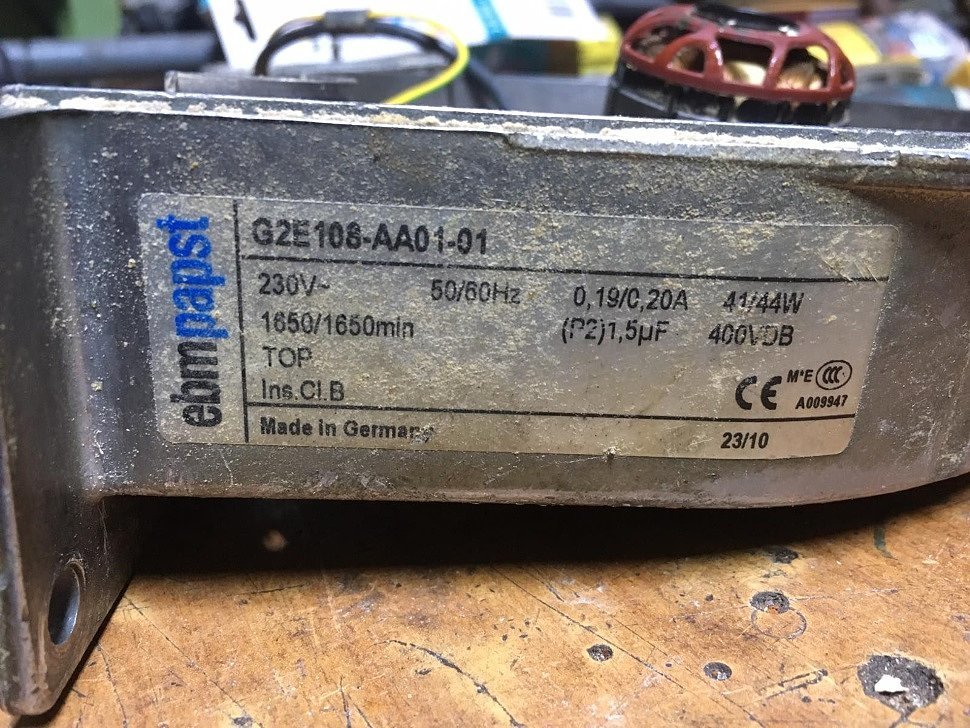 ebmpapst
G2E108-AA01-01
230V~ 50/60Hz 0,19/0,20A 41/44W
1650/1650min (P2)1,5µF 400VDB
TOP
Ins.Cl.B
CE M*E CCC
A009947
Made in Germany 23/10